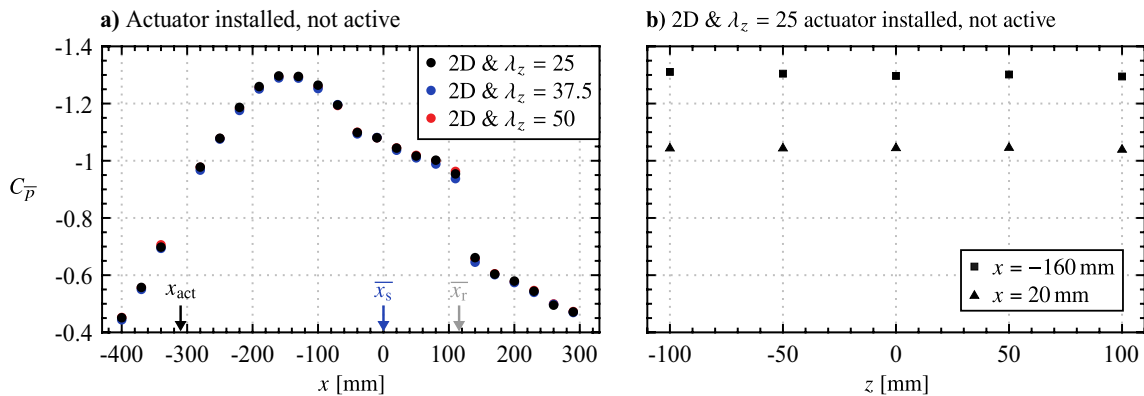 a) Actuator installed, not active
-1.4
-1.2
-1
-0.8
-0.6
-0.4
C_p̅
2D & λ_z = 25
2D & λ_z = 37.5
2D & λ_z = 50
x_act
x̅_s
x̅_r
-400 -300 -200 -100 0 100 200 300
x [mm]
b) 2D & λ_z = 25 actuator installed, not active
x = −160 mm
x = 20 mm
-100 -50 0 50 100
z [mm]